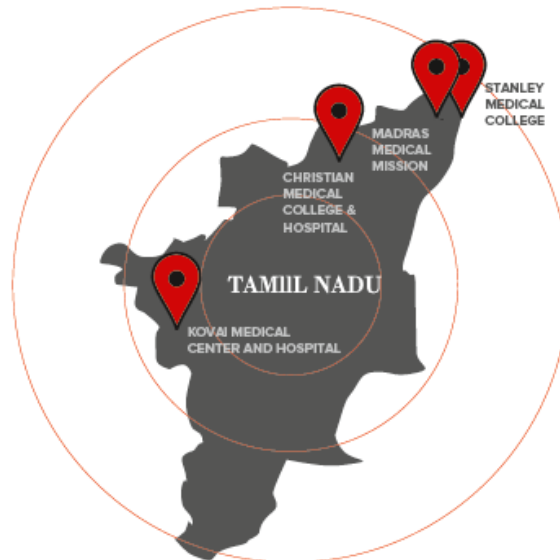 STANLEY
MEDICAL
COLLEGE
MADRAS
MEDICAL
MISSION
CHRISTIAN
MEDICAL
COLLEGE &
HOSPITAL
TAMIIL NADU
KOVAI MEDICAL
CENTER AND HOSPITAL